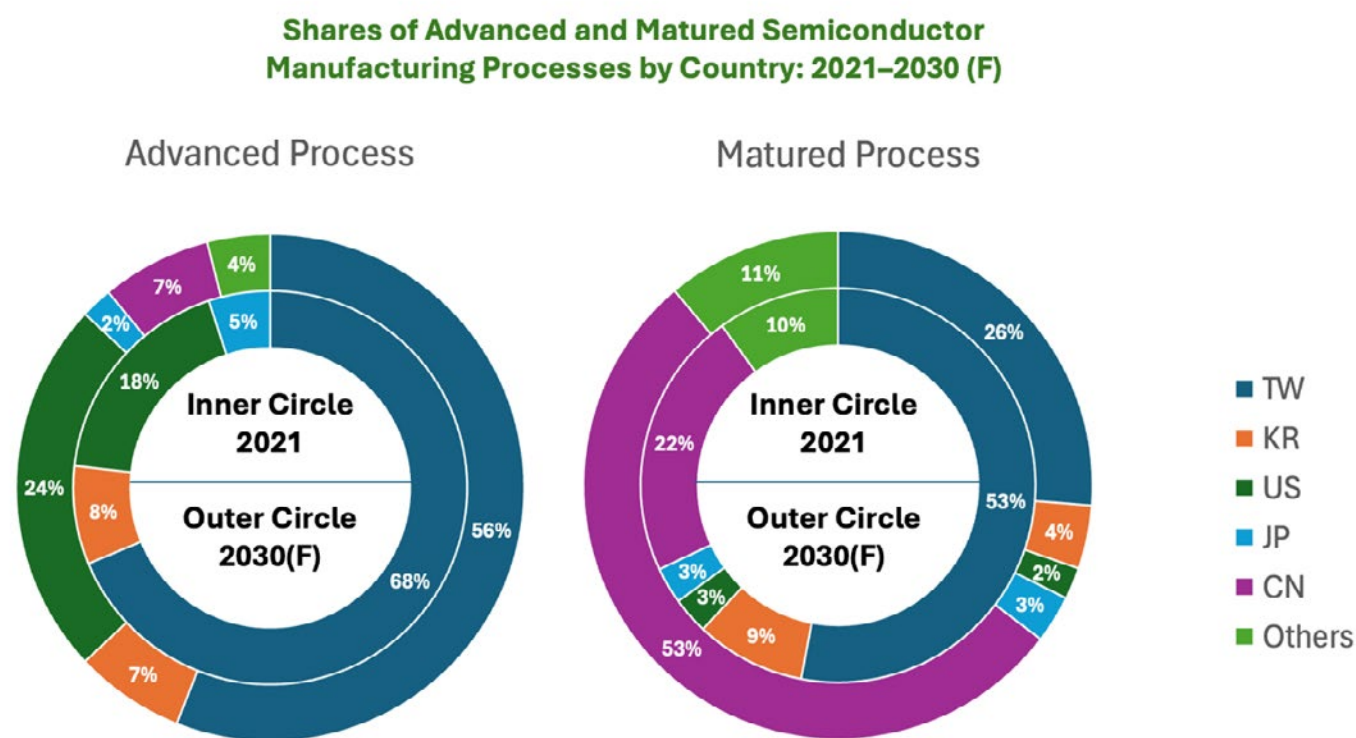 Shares of Advanced and Matured Semiconductor
Manufacturing Processes by Country: 2021–2030 (F)
Advanced Process
4%
7%
2%
5%
18%
24%
8%
7%
56%
68%
Inner Circle
2021
Outer Circle
2030(F)
Matured Process
11%
10%
26%
22%
53%
4%
2%
3%
3%
3%
9%
53%
Inner Circle
2021
Outer Circle
2030(F)
TW
KR
US
JP
CN
Others